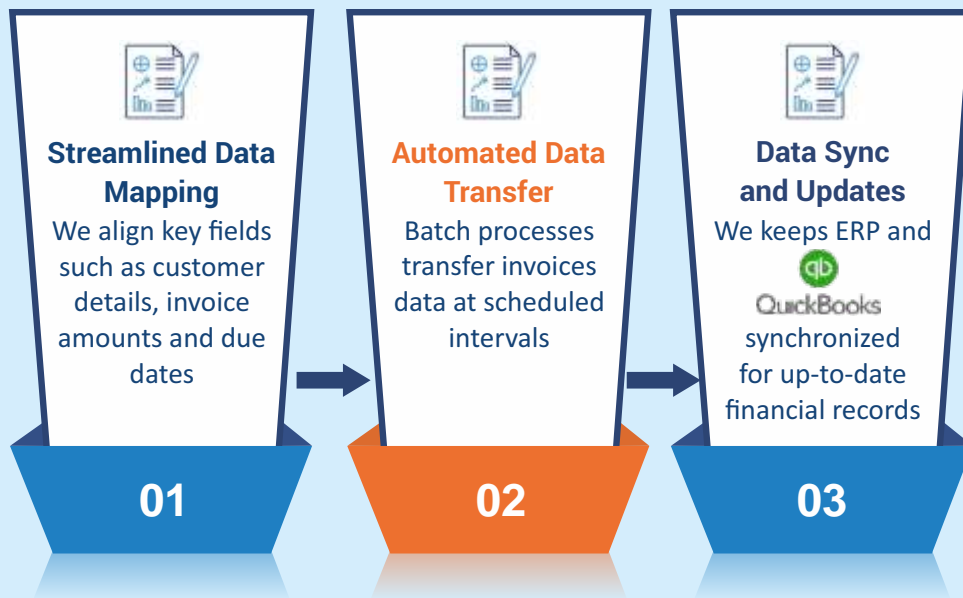 Streamlined Data
Mapping
We align key fields
such as customer
details, invoice
amounts and due
dates
01
Automated Data
Transfer
Batch processes
transfer invoices
data at scheduled
intervals
02
Data Sync
and Updates
We keeps ERP and
qb
QuickBooks
synchronized
for up-to-date
financial records
03